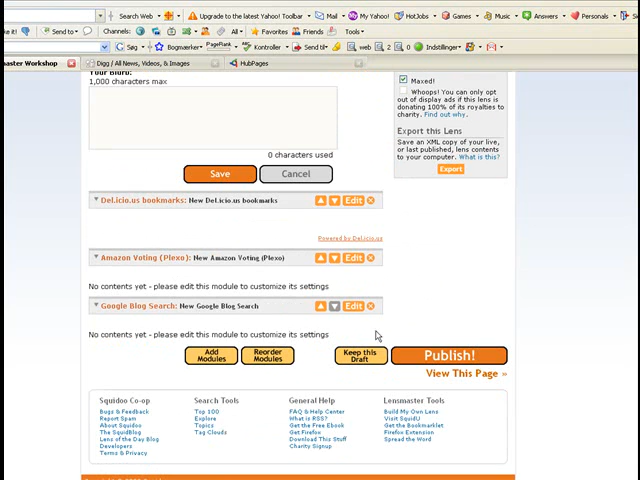 Search Web
Upgrade to the latest Yahoo! Toolbar
Mail
My Yahoo!
HotJobs
Games
Music
Answers
Personals
Send to
Channels:
All
Favorites
Friends
Tools
Søg
Bogmærker
PageRank
Kontroller
Send til
web
2
0
Indstillinger
master Workshop
Digg / All News, Videos, & Images
HubPages
Your Blurb:
1,000 characters max
0 characters used
Save
Cancel
Maxed!
Whoops! You can only opt
out of display ads if this lens is
donating 100% of its royalties to
charity. Find out why.
Export this Lens
Save an XML copy of your live,
or last published, lens contents
to your computer. What is this?
Export
Del.icio.us bookmarks: New Del.icio.us bookmarks
Edit
Powered by Del.icio.us
Amazon Voting (Plexo): New Amazon Voting (Plexo)
Edit
No contents yet - please edit this module to customize its settings
Google Blog Search: New Google Blog Search
Edit
No contents yet - please edit this module to customize its settings
Add
Modules
Reorder
Modules
Keep this
Draft
Publish!
View This Page »
Squidoo Co-op
Bugs & Feedback
Report Spam
About Squidoo
The SquidBlog
Lens of the Day Blog
Developers
Terms & Privacy
Search Tools
Top 100
Explore
Topics
Tag Clouds
General Help
FAQ & Help Center
What is RSS?
Get the Free Ebook
Get Firefox
Download This Stuff
Charity Signup
Lensmaster Tools
Build My Own Lens
Visit SquidU
Get the Bookmarklet
Firefox Extension
Spread the Word